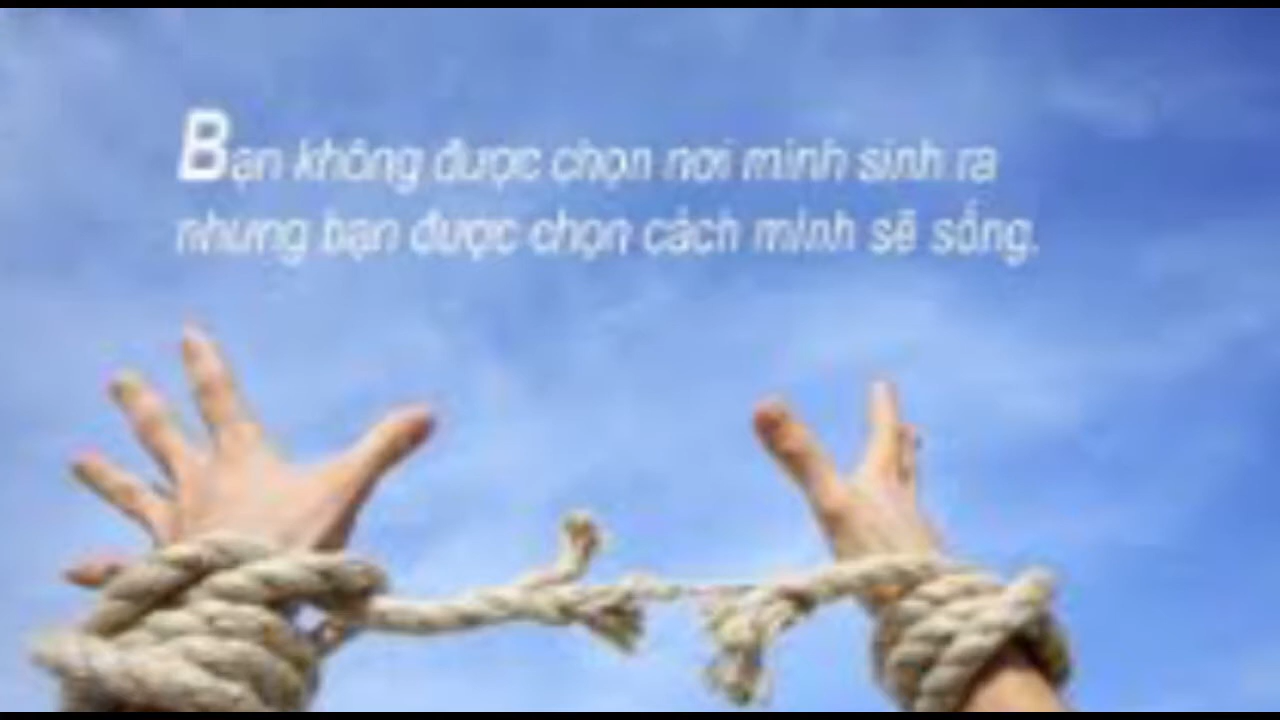 Bạn không được chọn nơi mình sinh ra
nhưng bạn được chọn cách mình sẽ sống.